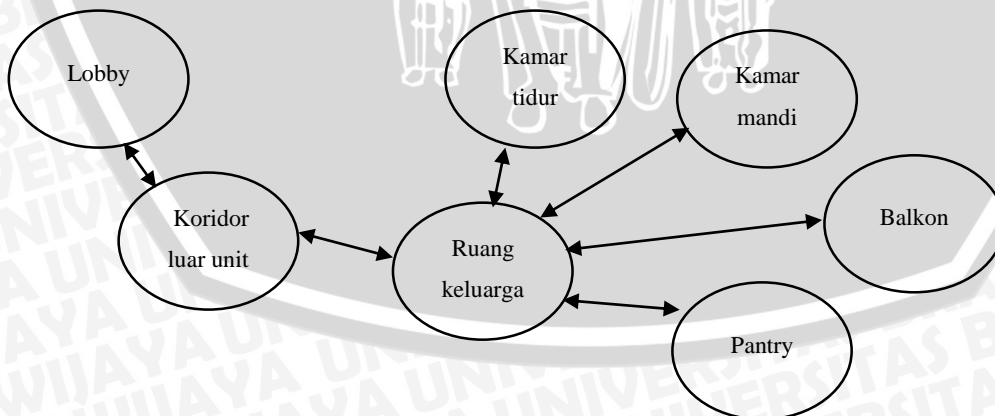 Lobby
Kamar
tidur
Kamar
mandi
Koridor
luar unit
Ruang
keluarga
Balkon
Pantry